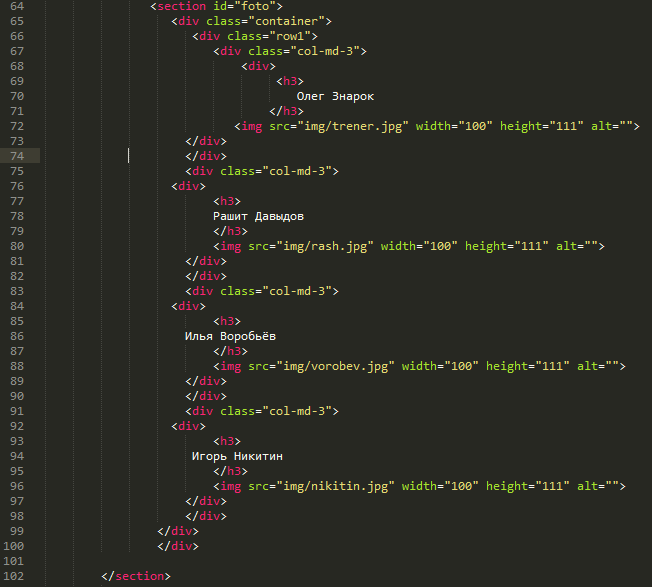 64 <section id="foto">
65 <div class="container">
66 <div class="row1">
67 <div class="col-md-3">
68 <div>
69 <h3>
70 Олег Знарок
71 </h3>
72 <img src="img/trener.jpg" width="100" height="111" alt="">
73 </div>
74 </div>
75 <div class="col-md-3">
76 <div>
77 <h3>
78 Рашит Давыдов
79 </h3>
80 <img src="img/rash.jpg" width="100" height="111" alt="">
81 </div>
82 </div>
83 <div class="col-md-3">
84 <div>
85 <h3>
86 Илья Воробьёв
87 </h3>
88 <img src="img/vorobev.jpg" width="100" height="111" alt="">
89 </div>
90 </div>
91 <div class="col-md-3">
92 <div>
93 <h3>
94 Игорь Никитин
95 </h3>
96 <img src="img/nikitin.jpg" width="100" height="111" alt="">
97 </div>
98 </div>
99 </div>
100 </div>
101
102 </section>